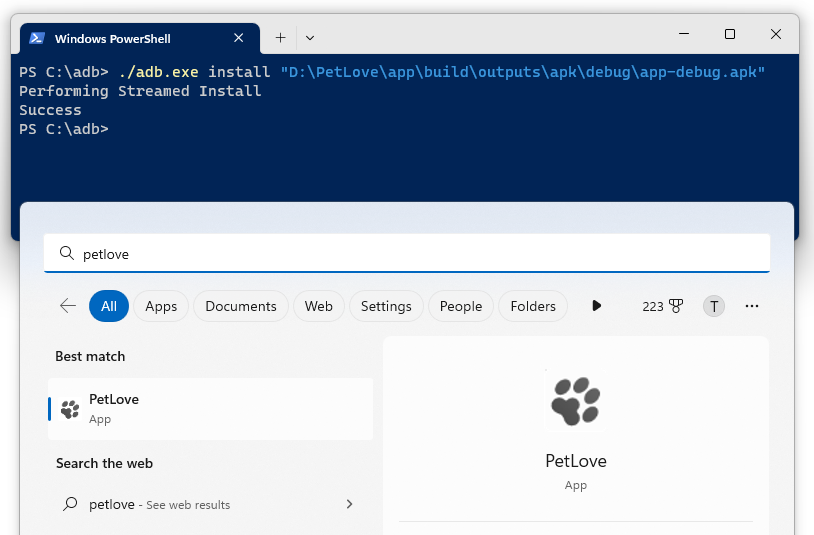 Windows PowerShell
PS C:\adb> ./adb.exe install "D:\PetLove\app\build\outputs\apk\debug\app-debug.apk"
Performing Streamed Install
Success
PS C:\adb>
petlove
All Apps Documents Web Settings People Folders 223 T
Best match
PetLove
App
Search the web
petlove - See web results
PetLove
App